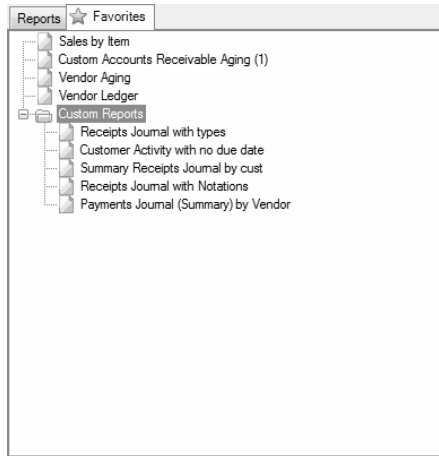 Reports Favorites
Sales by Item
Custom Accounts Receivable Aging (1)
Vendor Aging
Vendor Ledger
Custom Reports
Receipts Journal with types
Customer Activity with no due date
Summary Receipts Journal by cust
Receipts Journal with Notations
Payments Journal (Summary) by Vendor